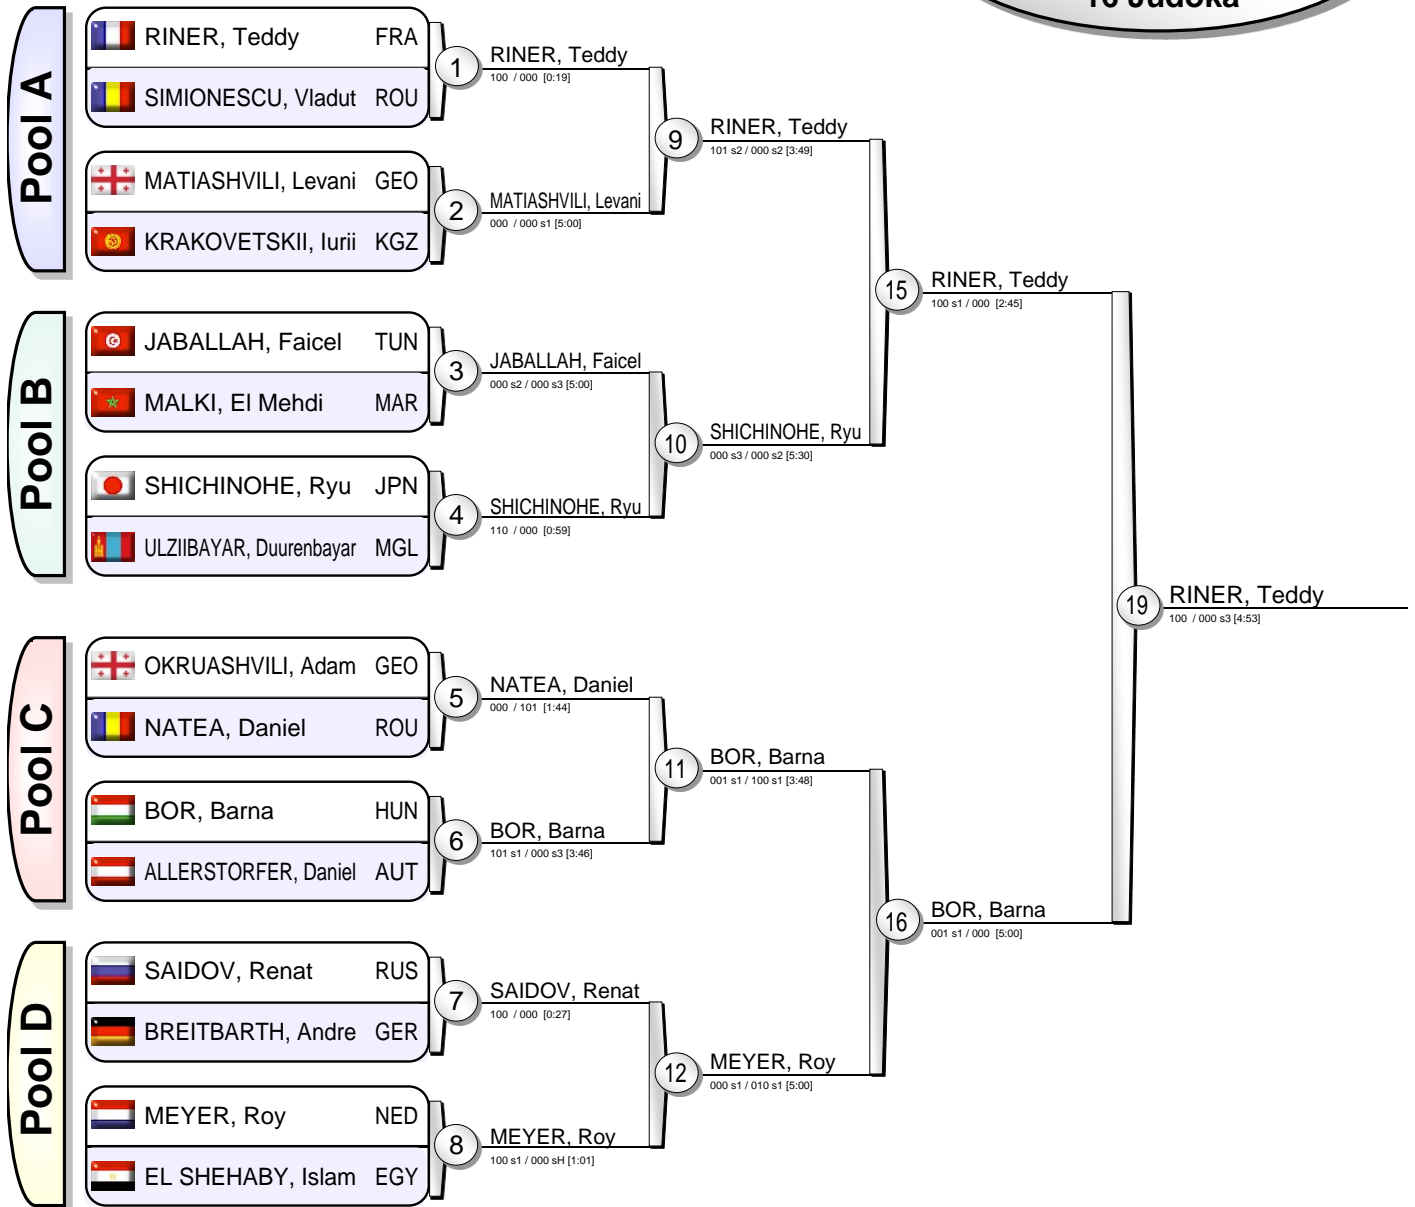 16 Judoka
Pool A
RINER, Teddy FRA
SIMIONESCU, Vladut ROU
MATIASHVILI, Levani GEO
KRAKOVETSKII, Iurii KGZ
1
RINER, Teddy
100 / 000 [0:19]
2
MATIASHVILI, Levani
000 / 000 s1 [5:00]
9
RINER, Teddy
101 s2 / 000 s2 [3:49]
Pool B
JABALLAH, Faicel TUN
MALKI, El Mehdi MAR
SHICHINOHE, Ryu JPN
ULZIIBAYAR, Duurenbayar MGL
3
JABALLAH, Faicel
000 s2 / 000 s3 [5:00]
4
SHICHINOHE, Ryu
110 / 000 [0:59]
10
SHICHINOHE, Ryu
000 s3 / 000 s2 [5:30]
15
RINER, Teddy
100 s1 / 000 [2:45]
Pool C
OKRUASHVILI, Adam GEO
NATEA, Daniel ROU
BOR, Barna HUN
ALLERSTORFER, Daniel AUT
5
NATEA, Daniel
000 / 101 [1:44]
6
BOR, Barna
101 s1 / 000 s3 [3:46]
11
BOR, Barna
001 s1 / 100 s1 [3:48]
Pool D
SAIDOV, Renat RUS
BREITBARTH, Andre GER
MEYER, Roy NED
EL SHEHABY, Islam EGY
7
SAIDOV, Renat
100 / 000 [0:27]
8
MEYER, Roy
100 s1 / 000 sH [1:01]
12
MEYER, Roy
000 s1 / 010 s1 [5:00]
16
BOR, Barna
001 s1 / 000 [5:00]
19
RINER, Teddy
100 / 000 s3 [4:53]